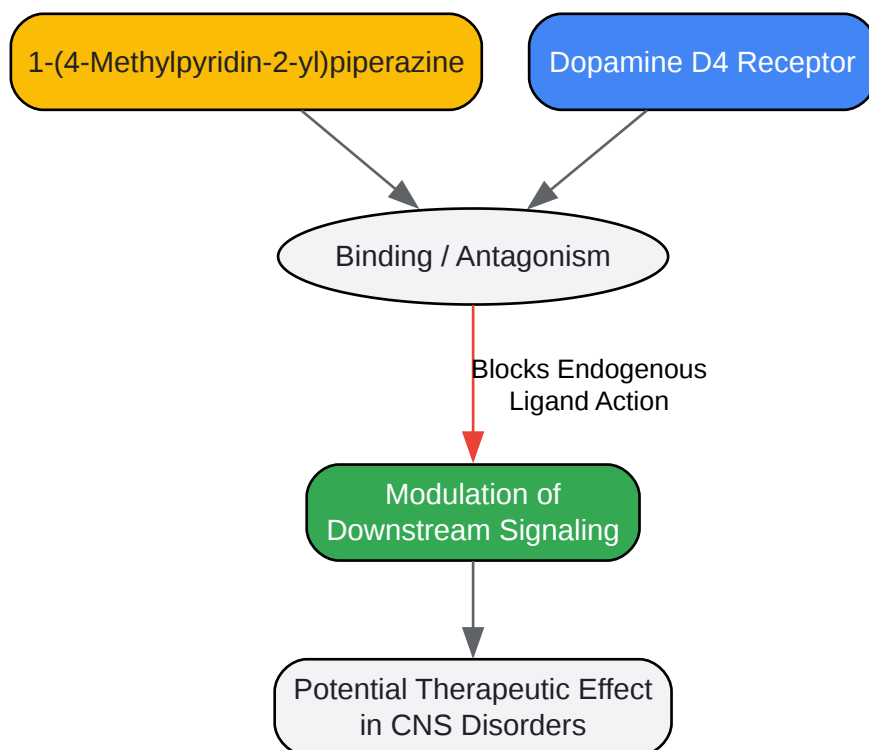 1-(4-Methylpyridin-2-yl)piperazine
Dopamine D4 Receptor
Binding / Antagonism
Blocks Endogenous
Ligand Action
Modulation of
Downstream Signaling
Potential Therapeutic Effect
in CNS Disorders